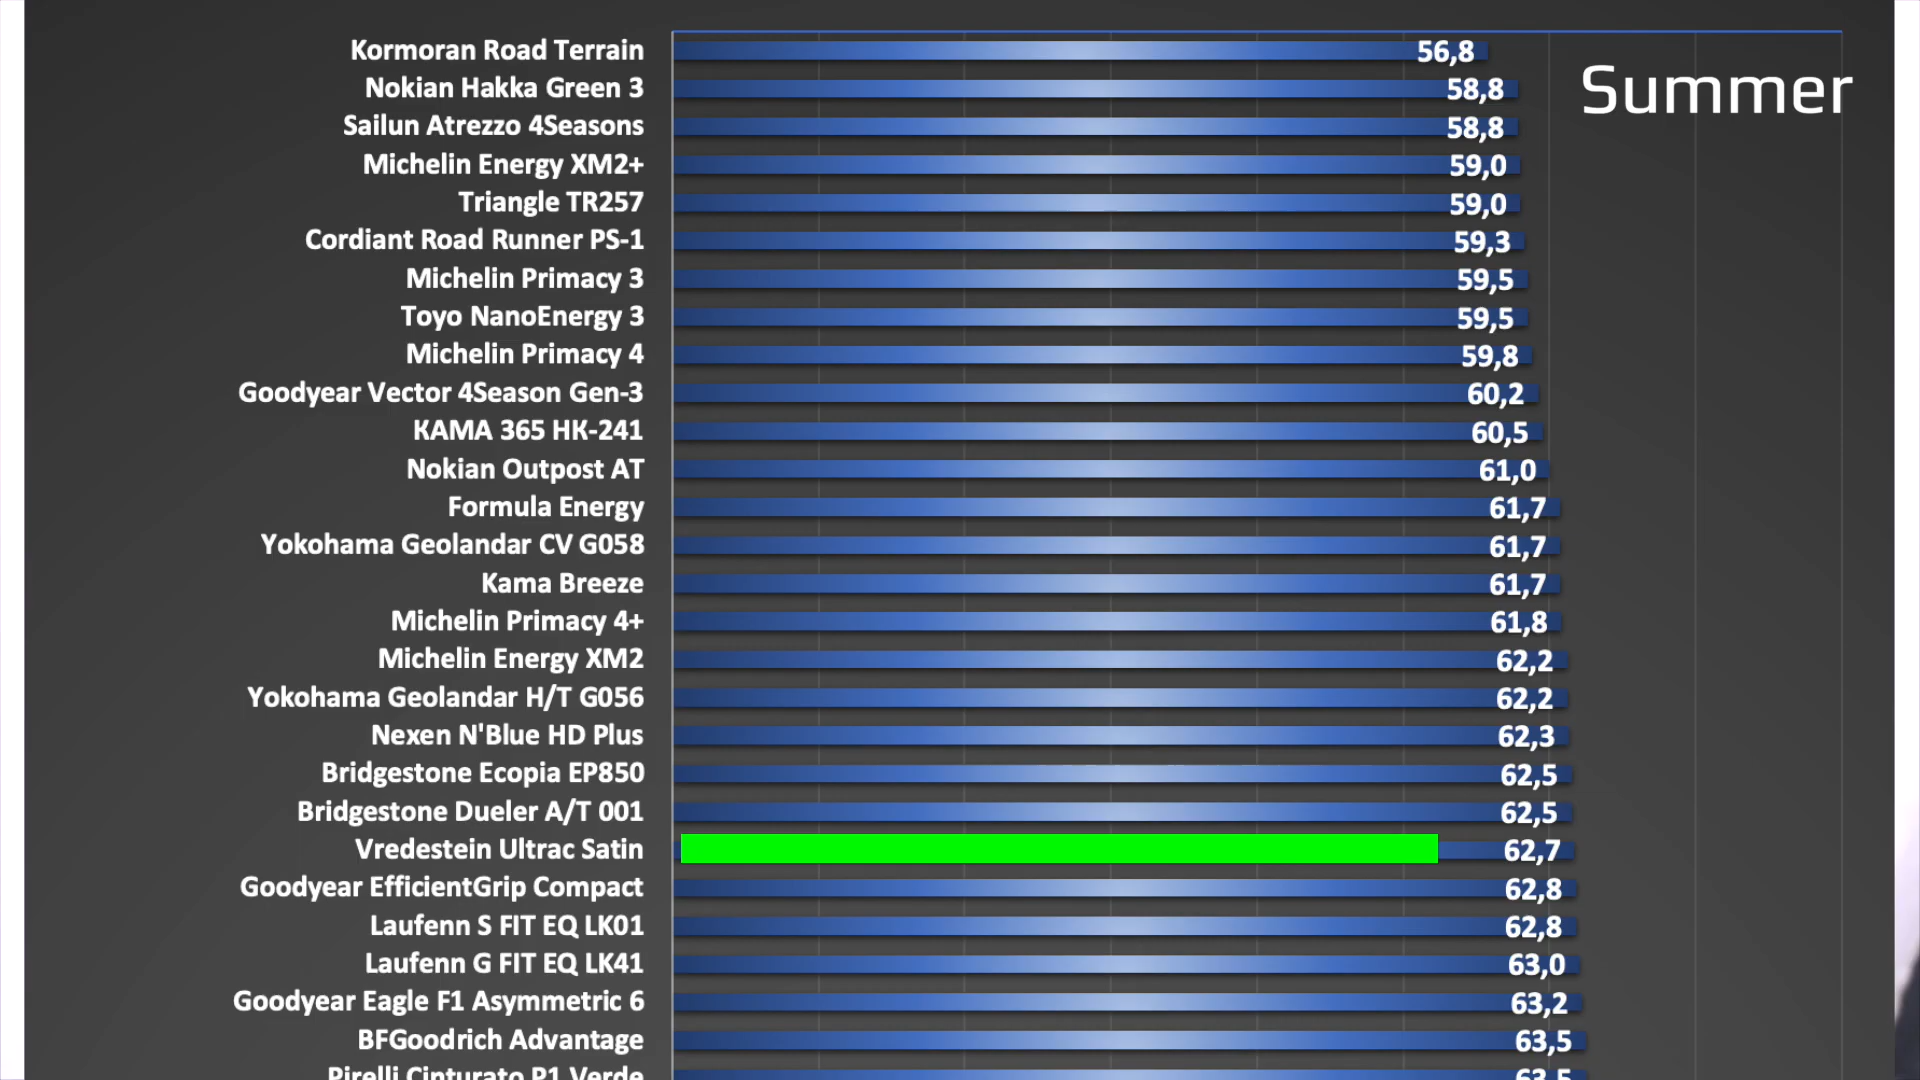 Summer
Kormoran Road Terrain 56,8
Nokian Hakka Green 3 58,8
Sailun Atrezzo 4Seasons 58,8
Michelin Energy XM2+ 59,0
Triangle TR257 59,0
Cordiant Road Runner PS-1 59,3
Michelin Primacy 3 59,5
Toyo NanoEnergy 3 59,5
Michelin Primacy 4 59,8
Goodyear Vector 4Season Gen-3 60,2
KAMA 365 HK-241 60,5
Nokian Outpost AT 61,0
Formula Energy 61,7
Yokohama Geolandar CV G058 61,7
Kama Breeze 61,7
Michelin Primacy 4+ 61,8
Michelin Energy XM2 62,2
Yokohama Geolandar H/T G056 62,2
Nexen N'Blue HD Plus 62,3
Bridgestone Ecopia EP850 62,5
Bridgestone Dueler A/T 001 62,5
Vredestein Ultrac Satin 62,7
Goodyear EfficientGrip Compact 62,8
Laufenn S FIT EQ LK01 62,8
Laufenn G FIT EQ LK41 63,0
Goodyear Eagle F1 Asymmetric 6 63,2
BFGoodrich Advantage 63,5
Pirelli Cinturato P1 Verde 63,5